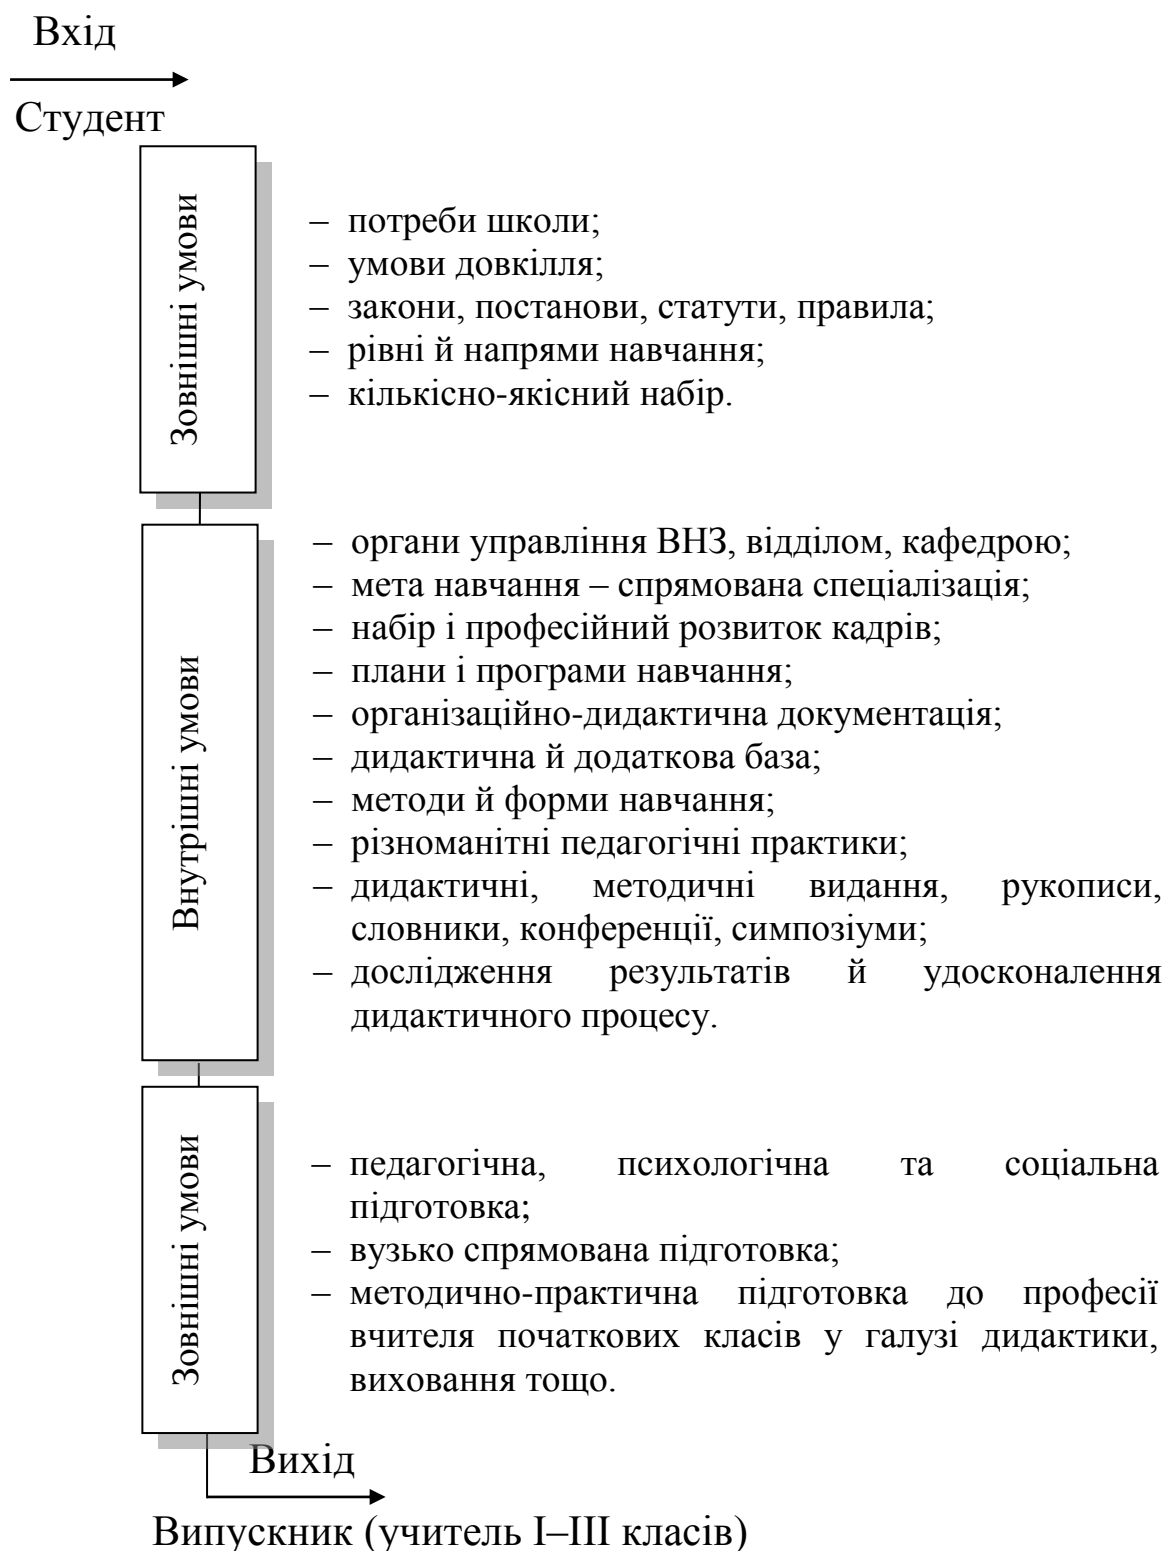 Вхід
Студент
Зовнішні умови
– потреби школи;
– умови довкілля;
– закони, постанови, статути, правила;
– рівні й напрями навчання;
– кількісно-якісний набір.
Внутрішні умови
– органи управління ВНЗ, відділом, кафедрою;
– мета навчання – спрямована спеціалізація;
– набір і професійний розвиток кадрів;
– плани і програми навчання;
– організаційно-дидактична документація;
– дидактична й додаткова база;
– методи й форми навчання;
– різноманітні педагогічні практики;
– дидактичні, методичні видання, рукописи,
словники, конференції, симпозіуми;
– дослідження результатів й удосконалення
дидактичного процесу.
Зовнішні умови
– педагогічна, психологічна та соціальна
підготовка;
– вузько спрямована підготовка;
– методично-практична підготовка до професії
вчителя початкових класів у галузі дидактики,
виховання тощо.
Вихід
Випускник (учитель І–ІІІ класів)